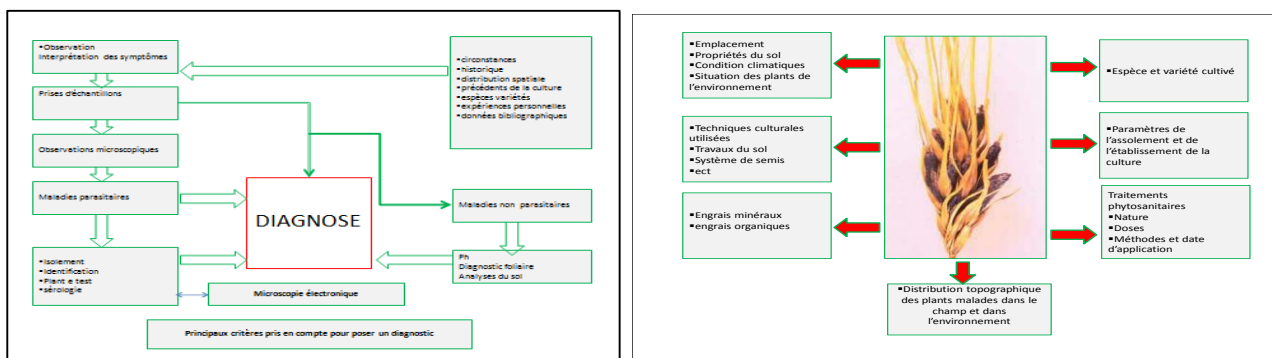 ▪Observation
Interprétation des symptômes
Prises d'échantillons
Observations microscopiques
Maladies parasitaires
▪Isolement
▪Identification
▪Plant e test
▪sérologie
DIAGNOSE
▪circonstances
▪historique
▪distribution spatiale
▪précédents de la culture
▪espèces variétés
▪expériences personnelles
▪données bibliographiques
Maladies non parasitaires
Ph
Diagnostic foliaire
Analyses du sol
Microscopie électronique
Principaux critères pris en compte pour poser un diagnostic
▪Emplacement
▪Propriétés du sol
▪Condition climatiques
▪Situation des plants de
l'environnement
▪Techniques culturales
utilisées
▪Travaux du sol
▪Système de semis
▪ect
▪Engrais minéraux
engrais organiques
▪Espèce et variété cultivé
▪Paramètres de
l'assolement et de
l'établissement de la
culture
Traitements
phytosanitaires
▪Nature
▪Doses
▪Méthodes et date
d'application
▪Distribution topographique
des plants malades dans le
champ et dans
l'environnement